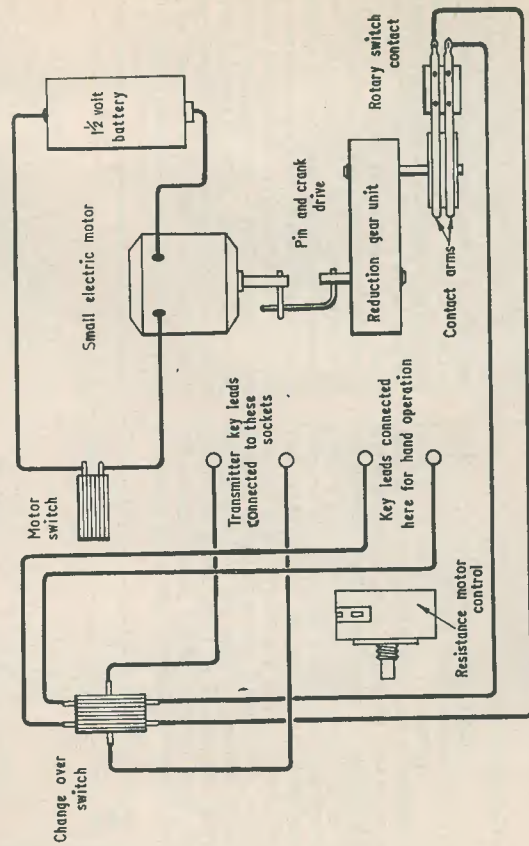 Change over
switch
Motor
switch
Small electric motor
1½ volt
battery
Transmitter key leads
connected to these
sockets
Pin and crank
drive
Key leads connected
here for hand operation
Reduction gear unit
Rotary switch
contact
Resistance motor
control
Contact arms